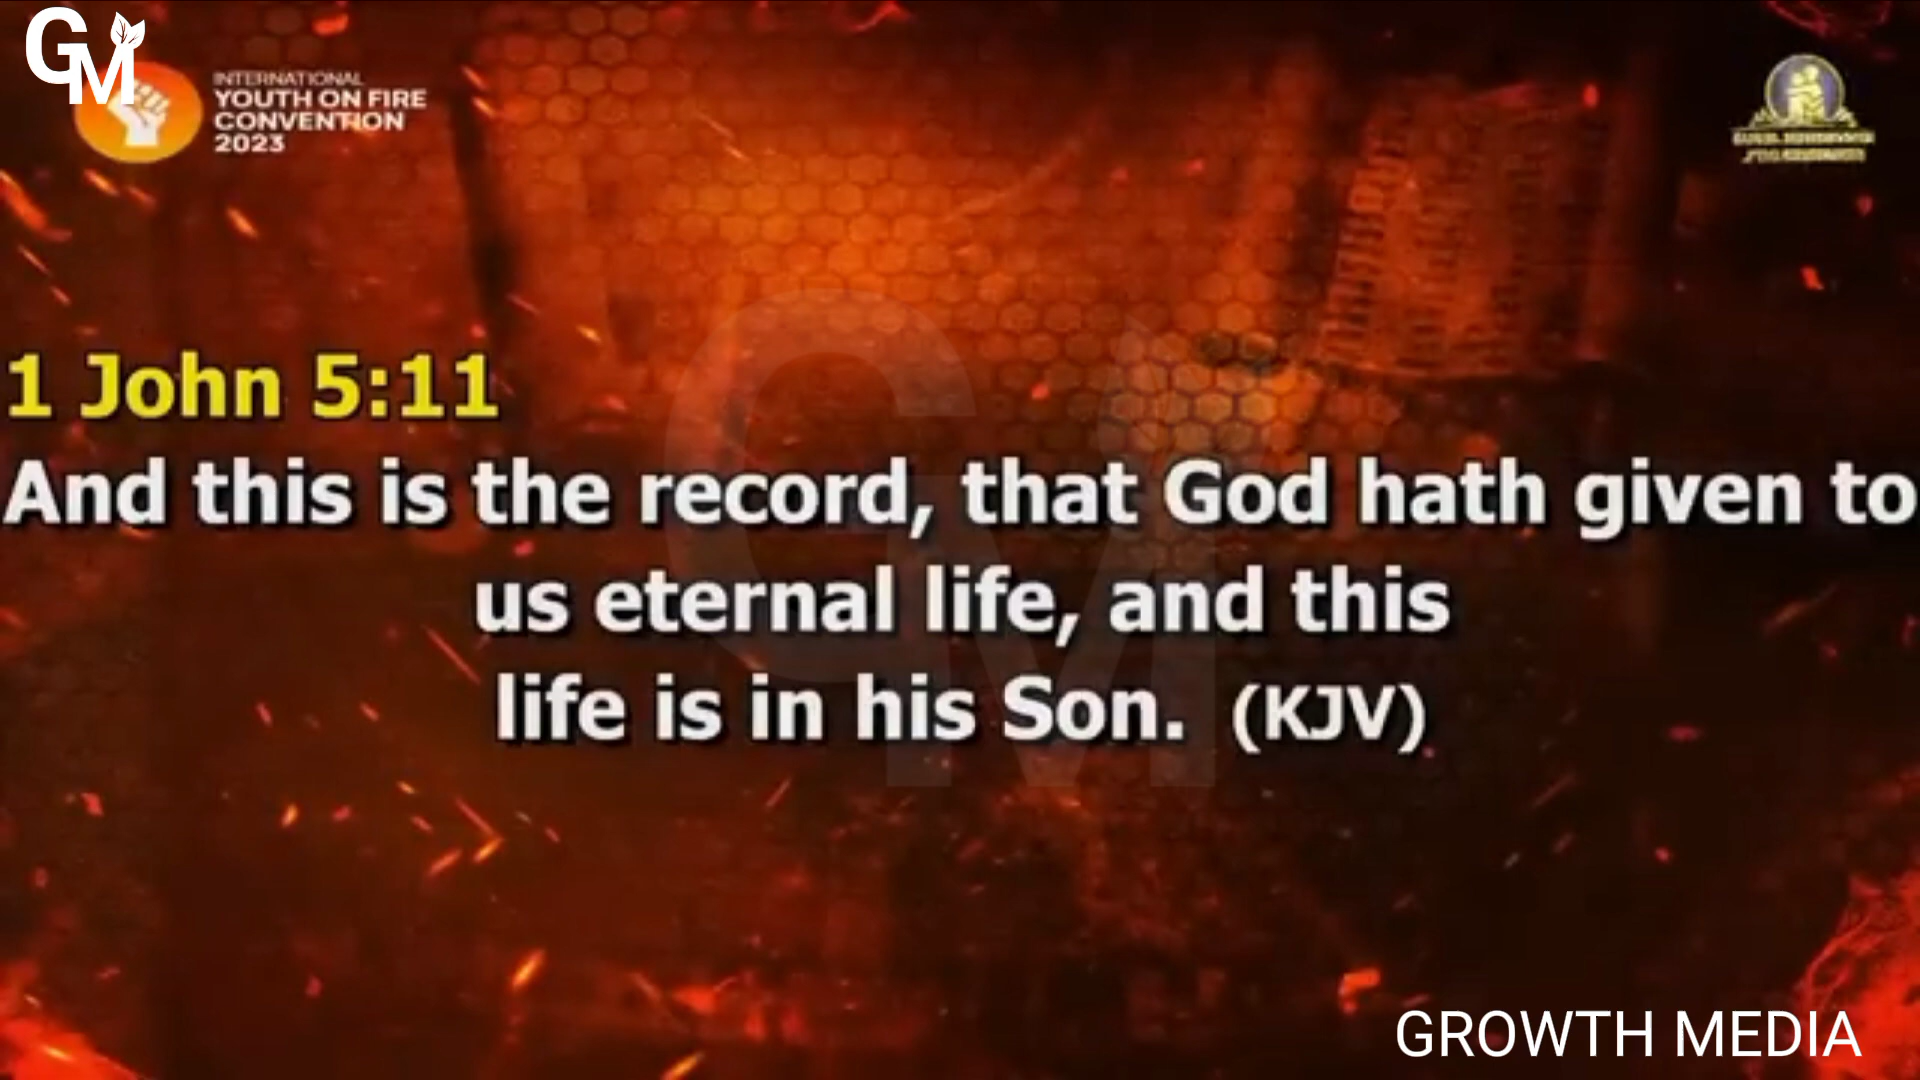 GM
INTERNATIONAL
YOUTH ON FIRE
CONVENTION
2023
1 John 5:11
And this is the record, that God hath given to
us eternal life, and this
life is in his Son. (KJV)
GM
GROWTH MEDIA